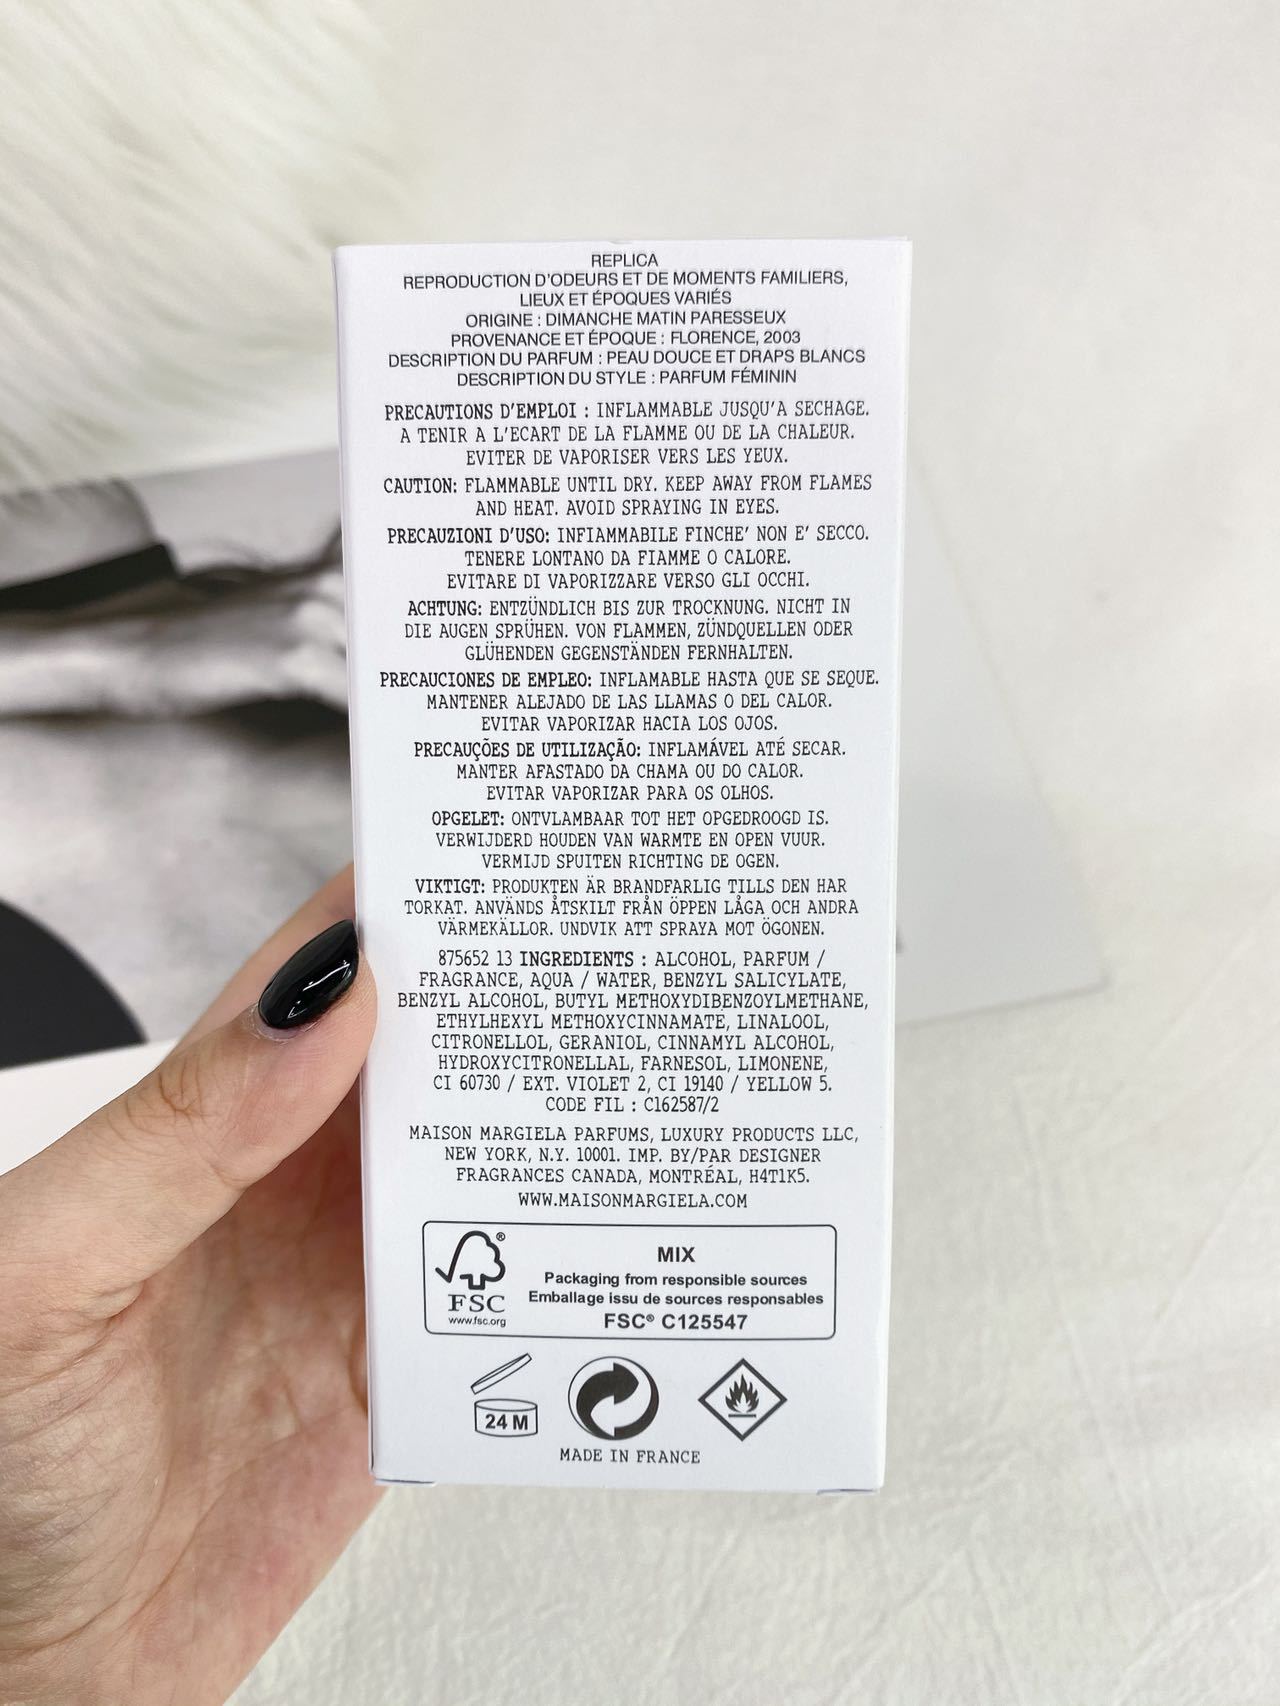 REPLICA
REPRODUCTION D'ODEURS ET DE MOMENTS FAMILIERS,
LIEUX ET ÉPOQUES VARIÉS
ORIGINE : DIMANCHE MATIN PARESSEUX
PROVENANCE ET ÉPOQUE : FLORENCE, 2003
DESCRIPTION DU PARFUM : PEAU DOUCE ET DRAPS BLANCS
DESCRIPTION DU STYLE : PARFUM FÉMININ
PRECAUTIONS D'EMPLOI : INFLAMMABLE JUSQU'A SECHAGE.
A TENIR A L'ECART DE LA FLAMME OU DE LA CHALEUR.
EVITER DE VAPORISER VERS LES YEUX.
CAUTION: FLAMMABLE UNTIL DRY. KEEP AWAY FROM FLAMES
AND HEAT. AVOID SPRAYING IN EYES.
PRECAUZIONI D'USO: INFIAMMABILE FINCHE' NON E' SECCO.
TENERE LONTANO DA FIAMME O CALORE.
EVITARE DI VAPORIZZARE VERSO GLI OCCHI.
ACHTUNG: ENTZÜNDLICH BIS ZUR TROCKNUNG. NICHT IN
DIE AUGEN SPRÜHEN. VON FLAMMEN, ZÜNDQUELLEN ODER
GLÜHENDEN GEGENSTÄNDEN FERNHALTEN.
PRECAUCIONES DE EMPLEO: INFLAMABLE HASTA QUE SE SEQUE.
MANTENER ALEJADO DE LAS LLAMAS O DEL CALOR.
EVITAR VAPORIZAR HACIA LOS OJOS.
PRECAUÇÕES DE UTILIZAÇÃO: INFLAMÁVEL ATÉ SECAR.
MANTER AFASTADO DA CHAMA OU DO CALOR.
EVITAR VAPORIZAR PARA OS OLHOS.
OPGELET: ONTVLAMBAAR TOT HET OPGEDROOGD IS.
VERWIJDERD HOUDEN VAN WARMTE EN OPEN VUUR.
VERMIJD SPUITEN RICHTING DE OGEN.
VIKTIGT: PRODUKTEN ÄR BRANDFARLIG TILLS DEN HAR
TORKAT. ANVÄNDS ÅTSKILT FRÅN ÖPPEN LÅGA OCH ANDRA
VÄRMEKÄLLOR. UNDVIK ATT SPRAYA MOT ÖGONEN.
875652 13 INGREDIENTS : ALCOHOL, PARFUM /
FRAGRANCE, AQUA / WATER, BENZYL SALICYLATE,
BENZYL ALCOHOL, BUTYL METHOXYDIBENZOYLMETHANE,
ETHYLHEXYL METHOXYCINNAMATE, LINALOOL,
CITRONELLOL, GERANIOL, CINNAMYL ALCOHOL,
HYDROXYCITRONELLAL, FARNESOL, LIMONENE,
CI 60730 / EXT. VIOLET 2, CI 19140 / YELLOW 5.
CODE FIL : C162587/2
MAISON MARGIELA PARFUMS, LUXURY PRODUCTS LLC,
NEW YORK, N.Y. 10001. IMP. BY/PAR DESIGNER
FRAGRANCES CANADA, MONTRÉAL, H4T1K5.
WWW.MAISONMARGIELA.COM
®
FSC
www.fsc.org
MIX
Packaging from responsible sources
Emballage issu de sources responsables
FSC® C125547
24 M
MADE IN FRANCE